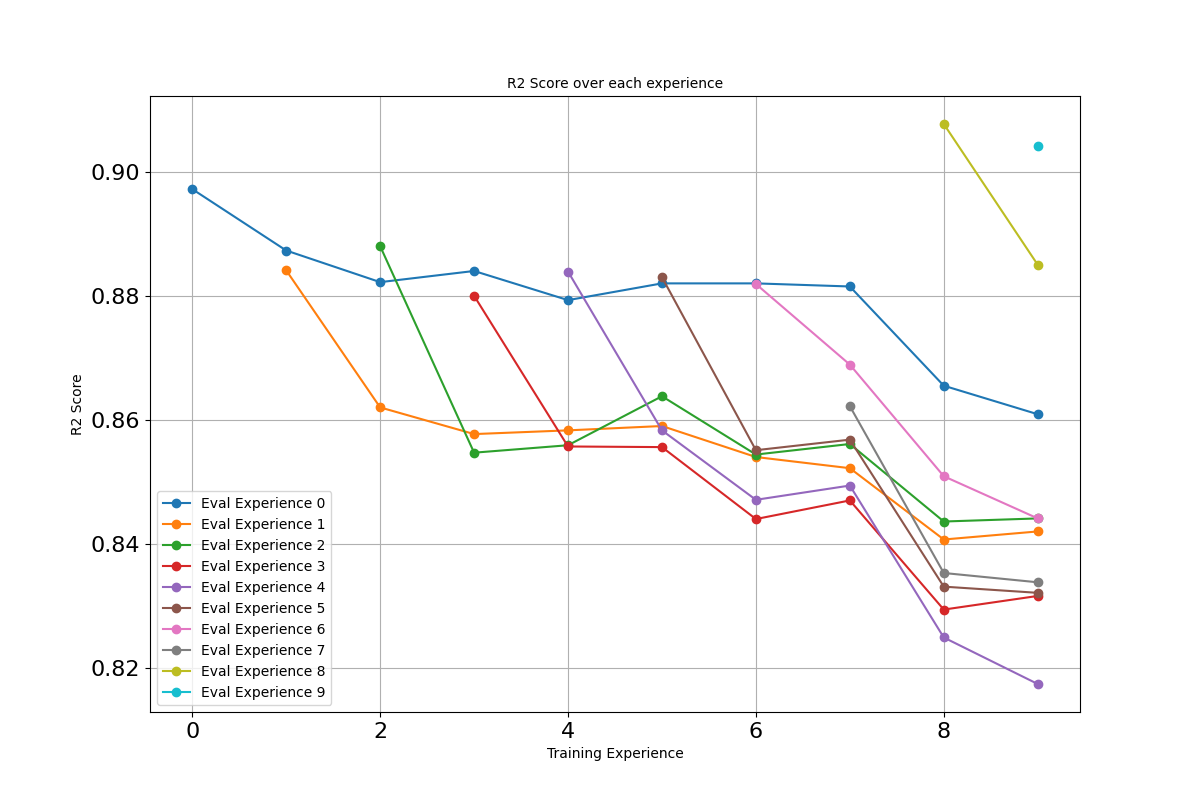 R2 Score over each experience
R2 Score
0.90
0.88
0.86
0.84
0.82
Eval Experience 0
Eval Experience 1
Eval Experience 2
Eval Experience 3
Eval Experience 4
Eval Experience 5
Eval Experience 6
Eval Experience 7
Eval Experience 8
Eval Experience 9
0 2 4 6 8
Training Experience